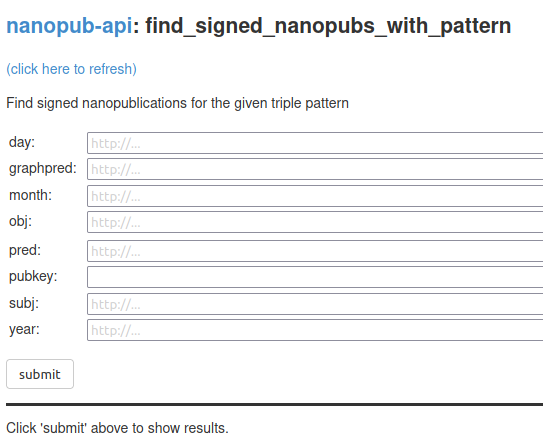 nanopub-api: find_signed_nanopubs_with_pattern
(click here to refresh)
Find signed nanopublications for the given triple pattern
day: http://...
graphpred: http://...
month: http://...
obj: http://...
pred: http://...
pubkey:
subj: http://...
year: http://...
submit
Click 'submit' above to show results.